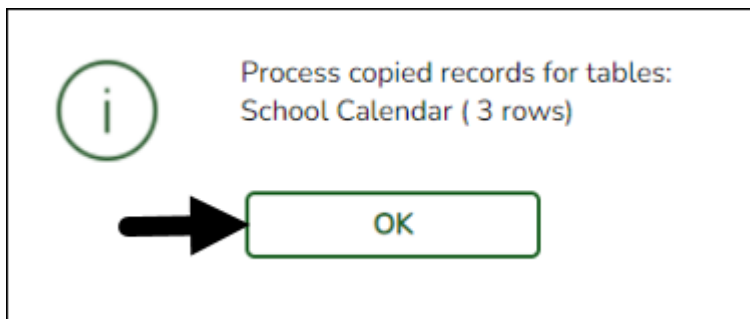 Process copied records for tables:
School Calendar ( 3 rows)
OK